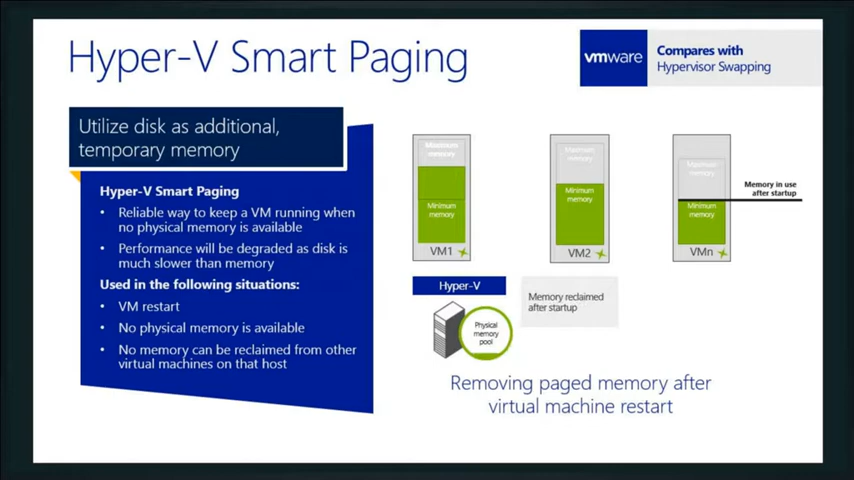 Hyper-V Smart Paging
vmware
Compares with
Hypervisor Swapping
Utilize disk as additional,
temporary memory
Hyper-V Smart Paging
• Reliable way to keep a VM running when
no physical memory is available
• Performance will be degraded as disk is
much slower than memory
Used in the following situations:
• VM restart
• No physical memory is available
• No memory can be reclaimed from other
virtual machines on that host
Maximum
memory
Minimum
memory
VM1
Maximum
memory
Minimum
memory
VM2
Maximum
memory
Minimum
memory
VMn
Memory in use
after startup
Hyper-V
Physical
memory
pool
Memory reclaimed
after startup
Removing paged memory after
virtual machine restart